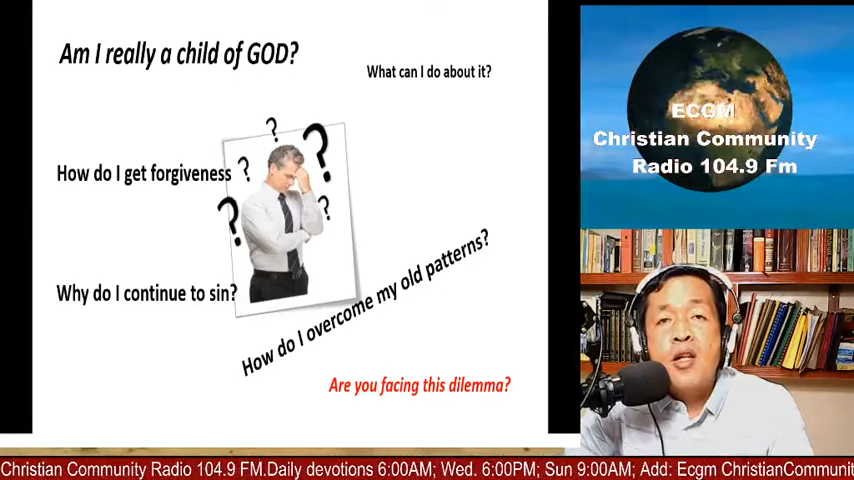 Am I really a child of GOD?
What can I do about it?
How do I get forgiveness
Why do I continue to sin?
How do I overcome my old patterns?
Are you facing this dilemma?
ECGM
Christian Community
Radio 104.9 Fm
Christian Community Radio 104.9 FM.Daily devotions 6:00AM; Wed. 6:00PM; Sun 9:00AM; Add: Ecgm ChristianCommunit